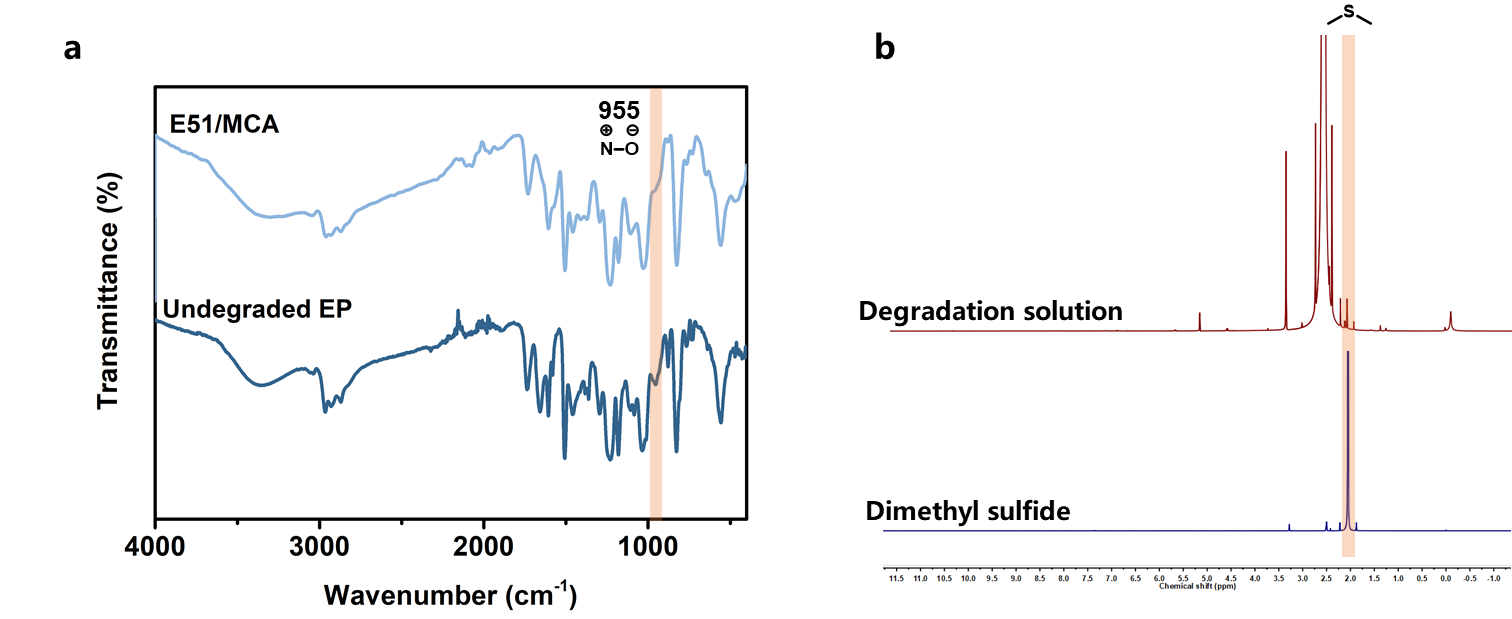 a
E51/MCA
955
⊕ ⊖
N–O
Undegraded EP
Transmittance (%)
4000 3000 2000 1000
Wavenumber (cm⁻¹)
b
S
Degradation solution
Dimethyl sulfide
11.5 11.0 10.5 10.0 9.5 9.0 8.5 8.0 7.5 7.0 6.5 6.0 5.5 5.0 4.5 4.0 3.5 3.0 2.5 2.0 1.5 1.0 0.5 0.0 -0.5 -1.0
Chemical shift (ppm)